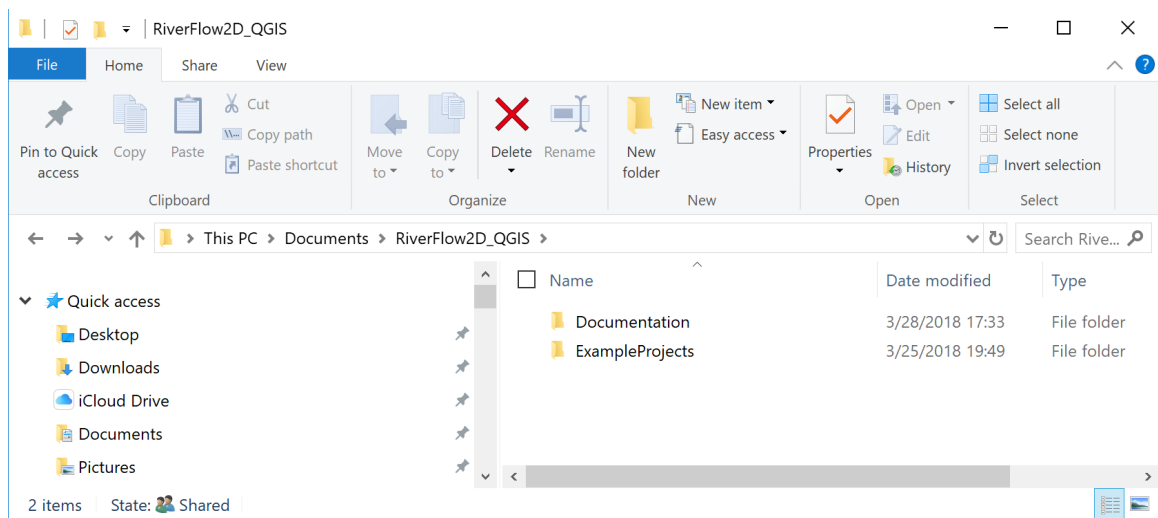 RiverFlow2D_QGIS
File Home Share View
Pin to Quick access
Copy
Paste
Cut
Copy path
Paste shortcut
Clipboard
Move to
Copy to
Delete
Rename
Organize
New folder
New item
Easy access
New
Properties
Open
Edit
History
Open
Select all
Select none
Invert selection
Select
This PC > Documents > RiverFlow2D_QGIS >
Search Rive...
Quick access
Desktop
Downloads
iCloud Drive
Documents
Pictures
Name Date modified Type
Documentation 3/28/2018 17:33 File folder
ExampleProjects 3/25/2018 19:49 File folder
2 items State: Shared